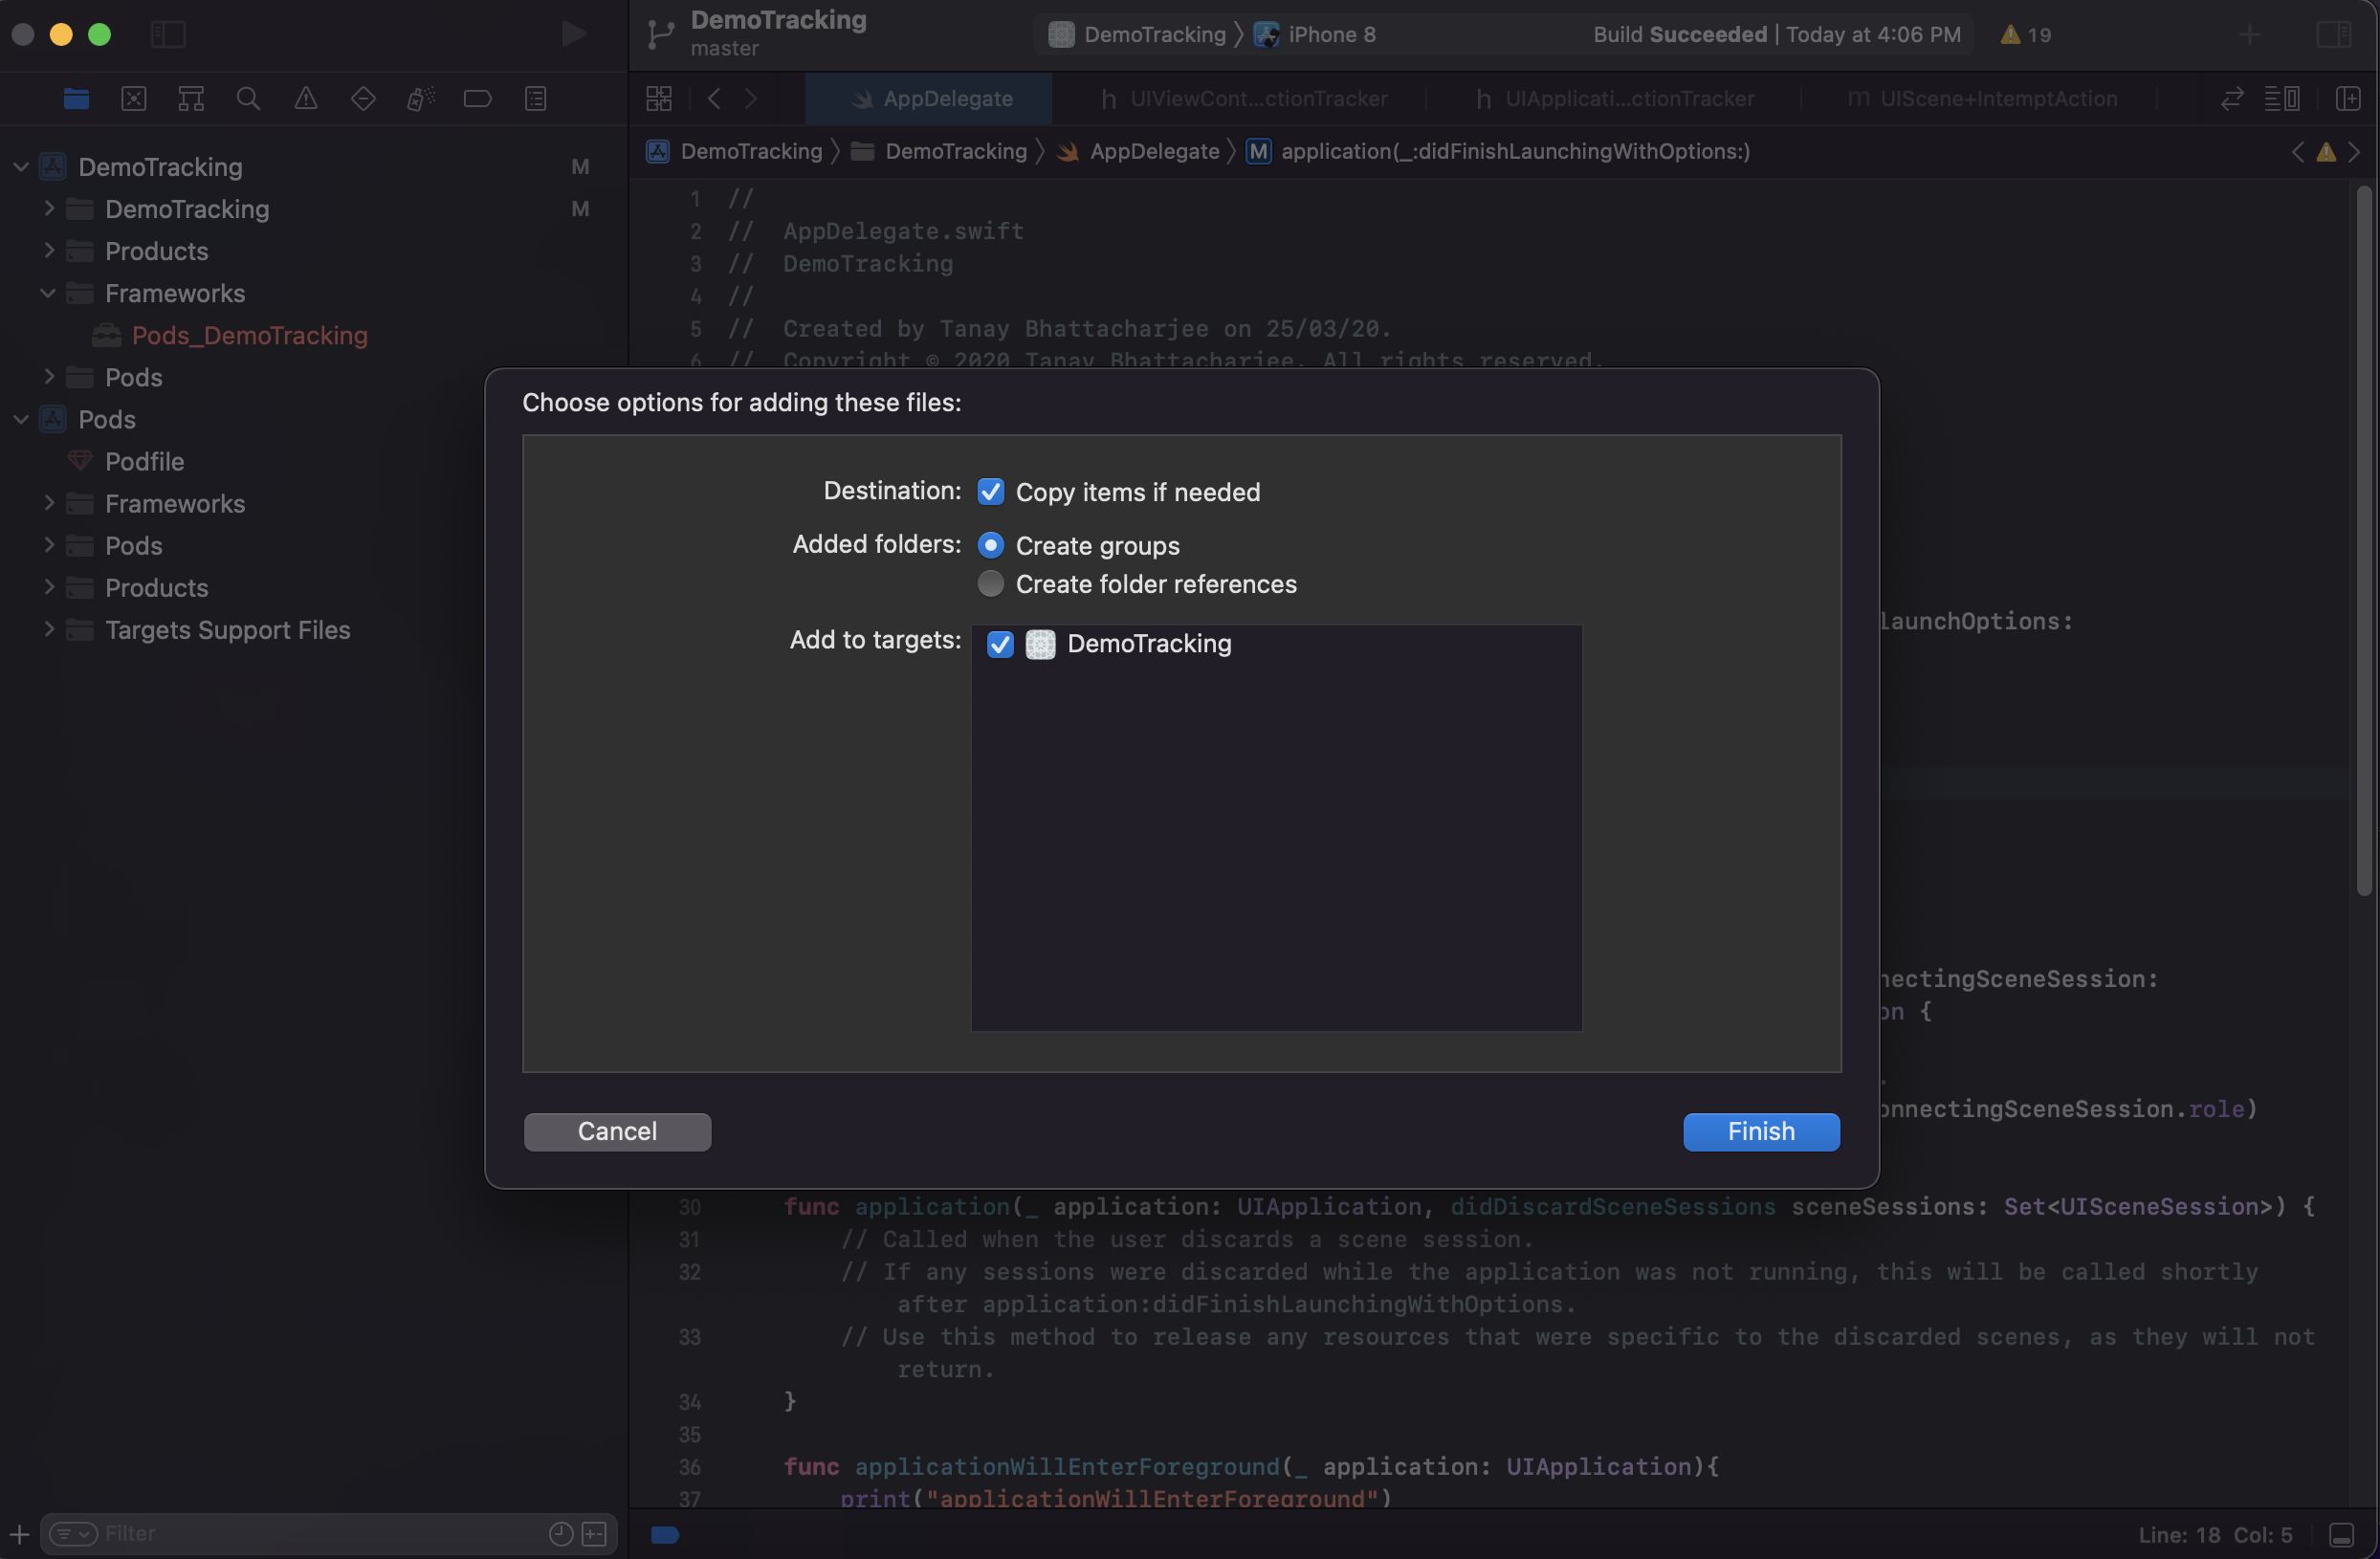 DemoTracking
master
DemoTracking
iPhone 8
Build Succeeded | Today at 4:06 PM
19
AppDelegate
h UIViewCont...ctionTracker
h UIApplicati...ctionTracker
m UIScene+IntemptAction
DemoTracking
DemoTracking
AppDelegate
M application(_:didFinishLaunchingWithOptions:)
DemoTracking M
DemoTracking M
Products
Frameworks
Pods_DemoTracking
Pods
Pods
Podfile
Frameworks
Pods
Products
Targets Support Files
Filter
1 //
2 // AppDelegate.swift
3 // DemoTracking
4 //
5 // Created by Tanay Bhattacharjee on 25/03/20.
6 // Copyright © 2020 Tanay Bhattacharjee. All rights reserved.
Choose options for adding these files:
Destination: Copy items if needed
Added folders: Create groups
Create folder references
Add to targets: DemoTracking
Cancel
Finish
launchOptions:
nectingSceneSession:
on {
onnectingSceneSession.role)
30 func application(_ application: UIApplication, didDiscardSceneSessions sceneSessions: Set<UISceneSession>) {
31 // Called when the user discards a scene session.
32 // If any sessions were discarded while the application was not running, this will be called shortly
after application:didFinishLaunchingWithOptions.
33 // Use this method to release any resources that were specific to the discarded scenes, as they will not
return.
34 }
35
36 func applicationWillEnterForeground(_ application: UIApplication){
37 print("applicationWillEnterForeground")
Line: 18 Col: 5